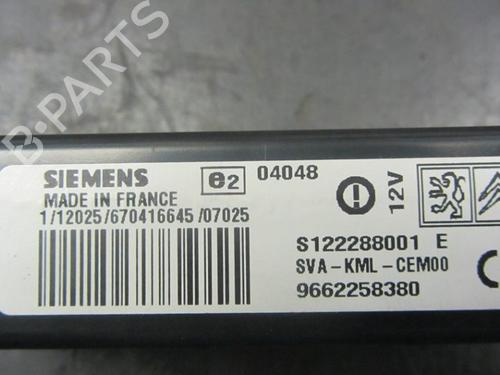 SIEMENS
MADE IN FRANCE
1/12025/670416645/07025
e2 04048
12V
S122288001 E
SVA-KML-CEM00
9662258380
C
B-PARTS